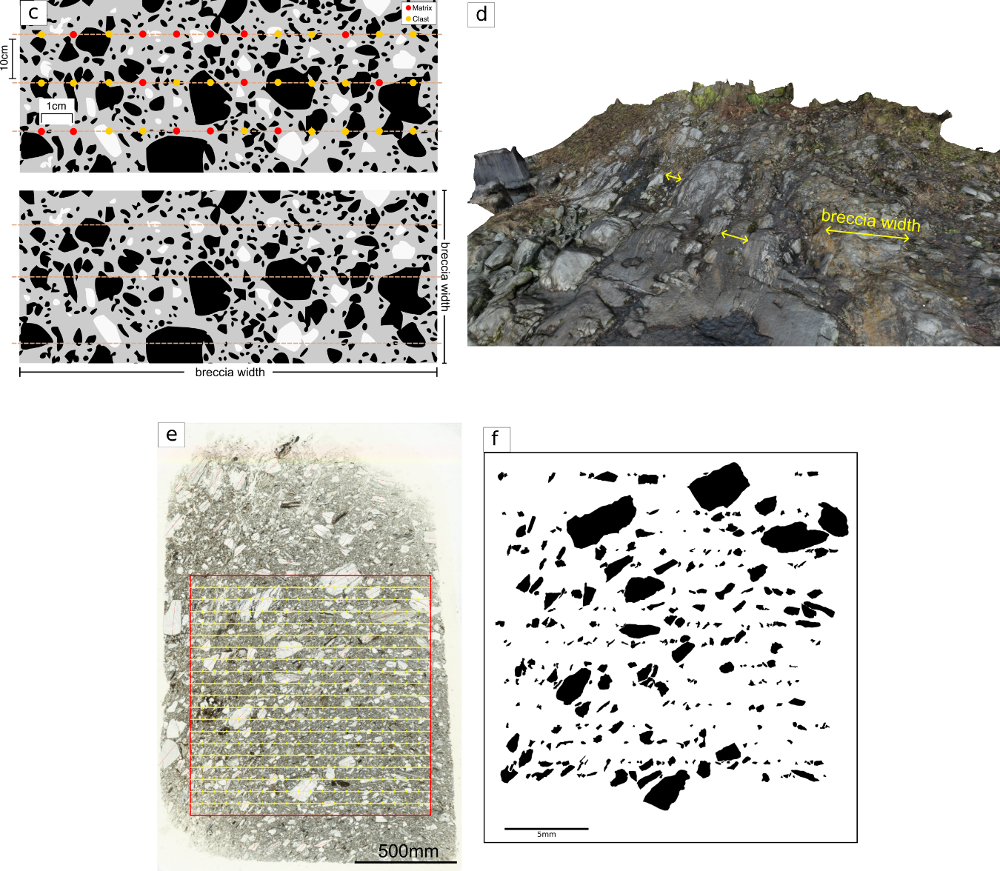 c
Matrix
Clast
10cm
1cm
breccia width
breccia width
d
breccia width
e
500mm
f
5mm